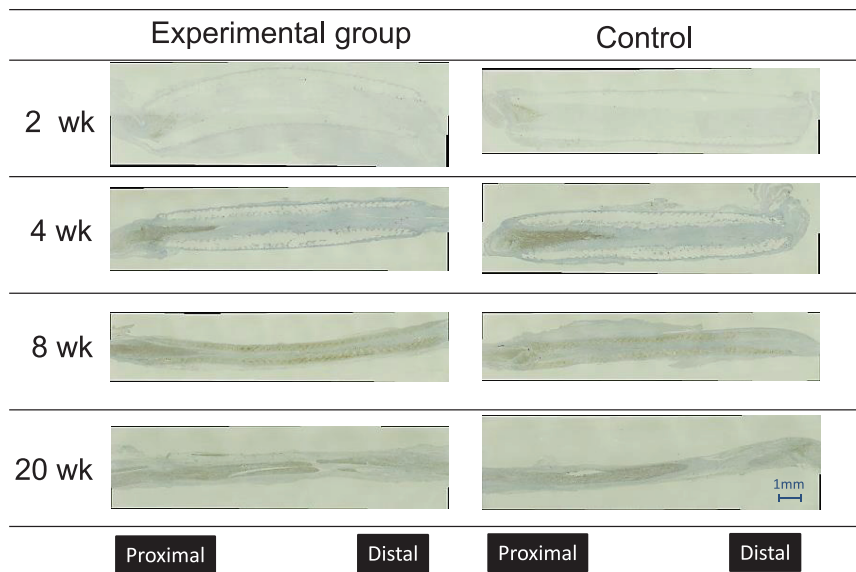 Experimental group Control
2 wk
4 wk
8 wk
20 wk
1mm
Proximal Distal Proximal Distal